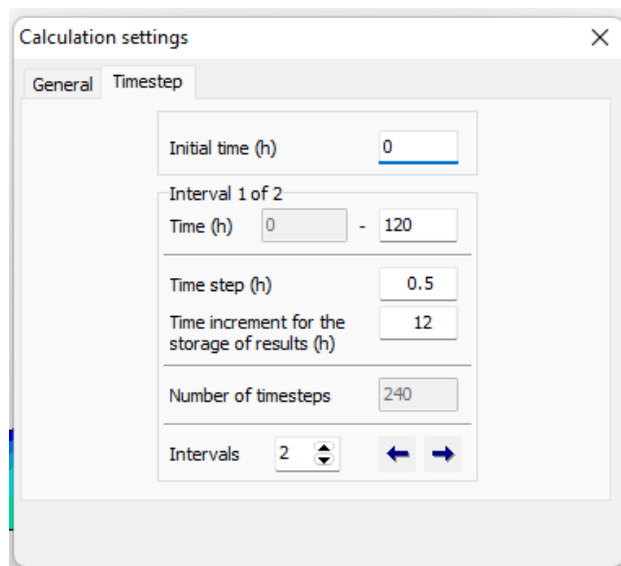 Calculation settings
General Timestep
Initial time (h) 0
Interval 1 of 2
Time (h) 0 - 120
Time step (h) 0.5
Time increment for the
storage of results (h) 12
Number of timesteps 240
Intervals 2